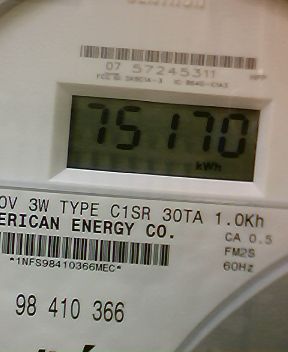 CENTRON
07 57245311
75170
kWh
0V 3W TYPE C1SR 30TA 1.0Kh
ERICAN ENERGY CO.
CA 0.5
FM2S
60Hz
*1NFS98410366MEC*
98 410 366